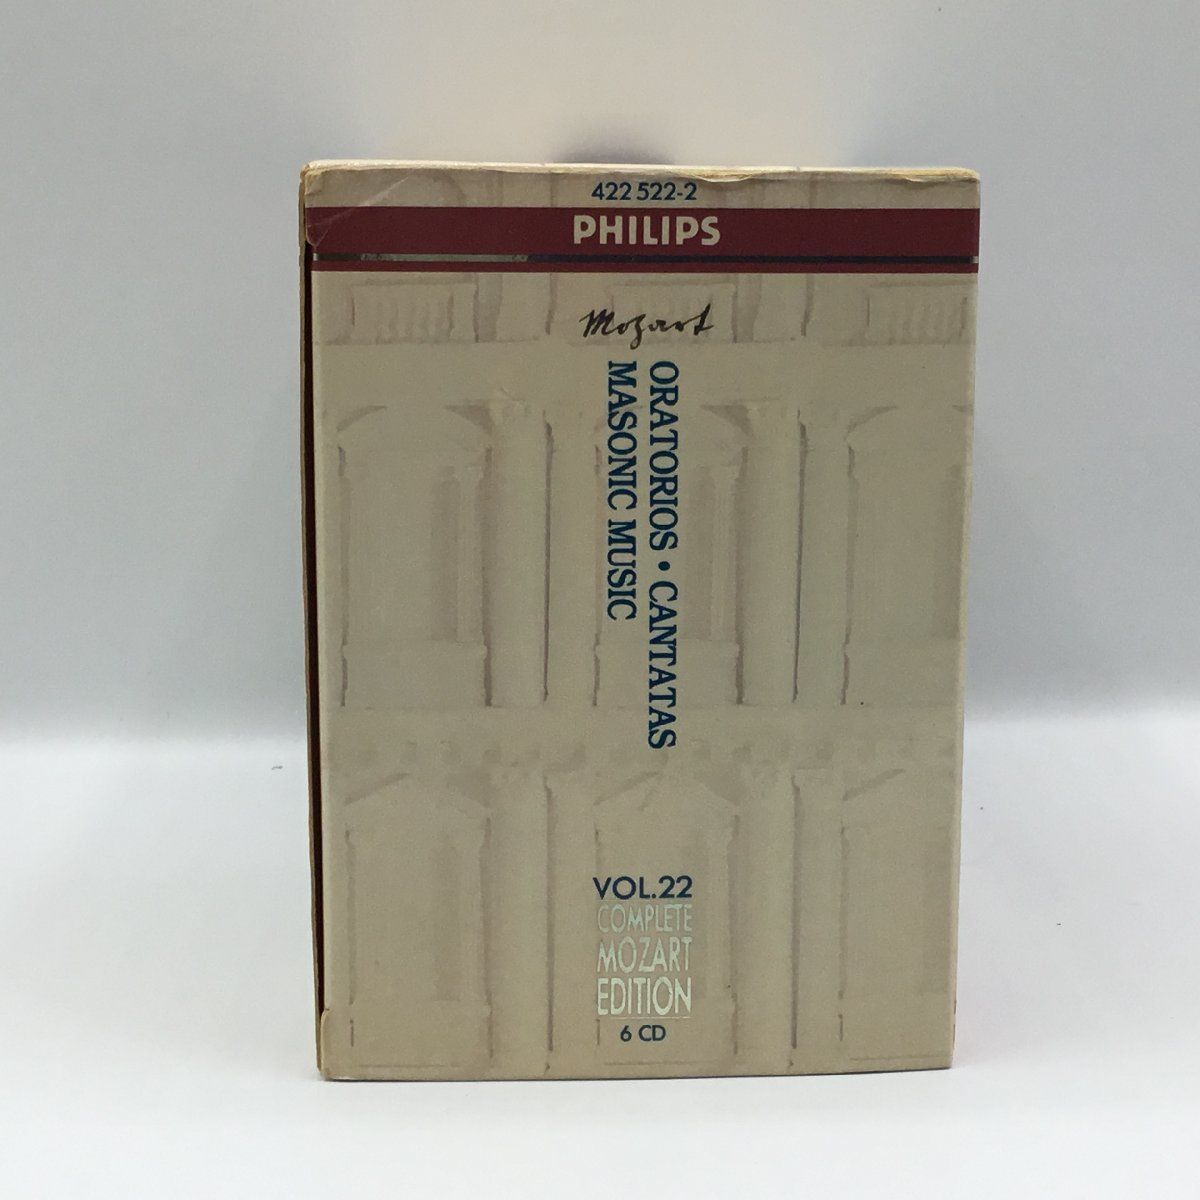 422 522-2
PHILIPS
Mozart
ORATORIOS • CANTATAS
MASONIC MUSIC
VOL.22
COMPLETE
MOZART
EDITION
6 CD